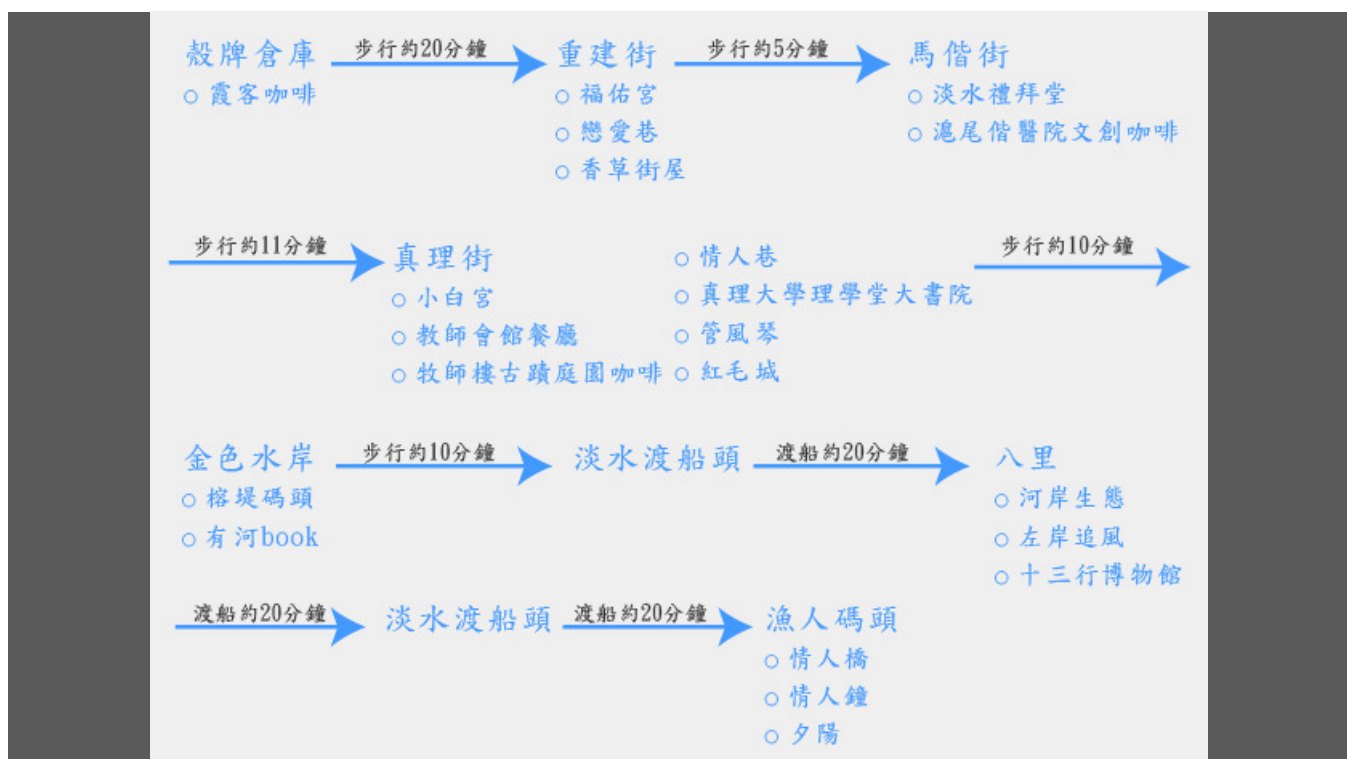 殼牌倉庫 步行約20分鐘 重建街 步行約5分鐘 馬偕街
○霞客咖啡 ○福佑宮 ○淡水禮拜堂
○戀愛巷 ○滬尾偕醫院文創咖啡
○香草街屋
步行約11分鐘 真理街 ○情人巷 步行約10分鐘
○小白宮 ○真理大學理學堂大書院
○教師會館餐廳 ○管風琴
○牧師樓古蹟庭園咖啡 ○紅毛城
金色水岸 步行約10分鐘 淡水渡船頭 渡船約20分鐘 八里
○榕堤碼頭 ○河岸生態
○有河book ○左岸追風
○十三行博物館
渡船約20分鐘 淡水渡船頭 渡船約20分鐘 漁人碼頭
○情人橋
○情人鐘
○夕陽